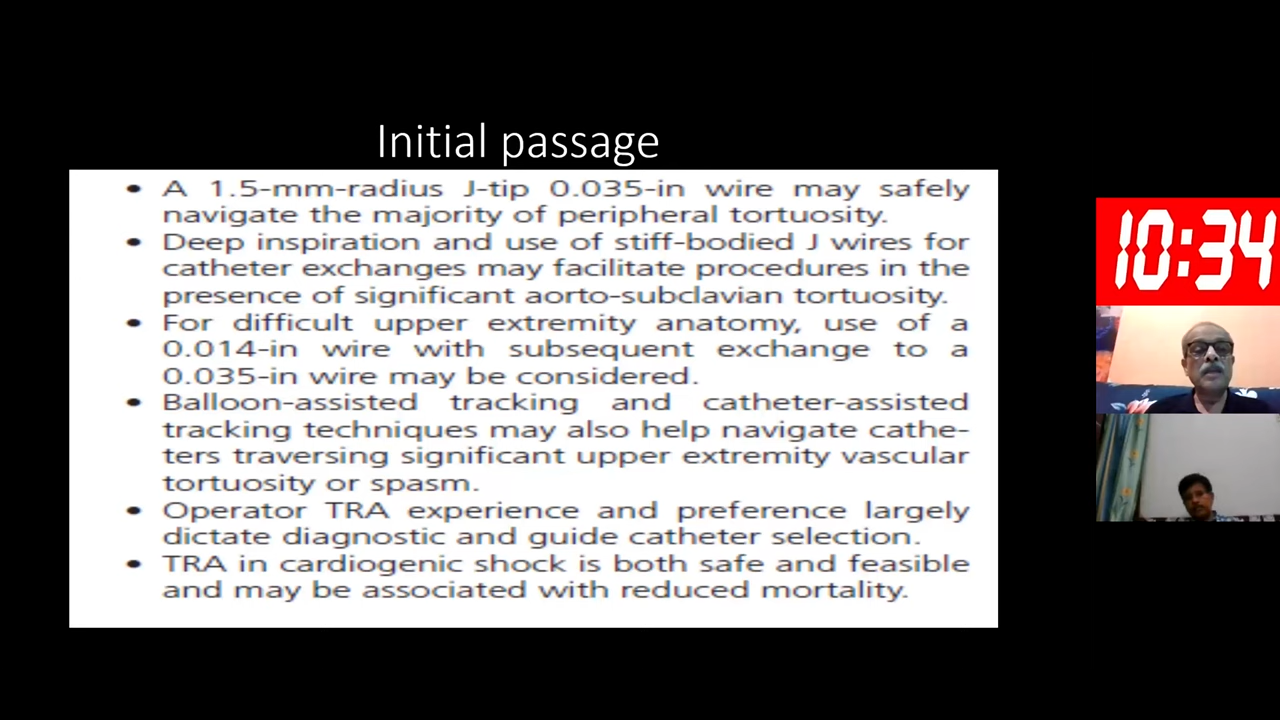 Initial passage
• A 1.5-mm-radius J-tip 0.035-in wire may safely
navigate the majority of peripheral tortuosity.
• Deep inspiration and use of stiff-bodied J wires for
catheter exchanges may facilitate procedures in the
presence of significant aorto-subclavian tortuosity.
• For difficult upper extremity anatomy, use of a
0.014-in wire with subsequent exchange to a
0.035-in wire may be considered.
• Balloon-assisted tracking and catheter-assisted
tracking techniques may also help navigate cathe-
ters traversing significant upper extremity vascular
tortuosity or spasm.
• Operator TRA experience and preference largely
dictate diagnostic and guide catheter selection.
• TRA in cardiogenic shock is both safe and feasible
and may be associated with reduced mortality.
10:34